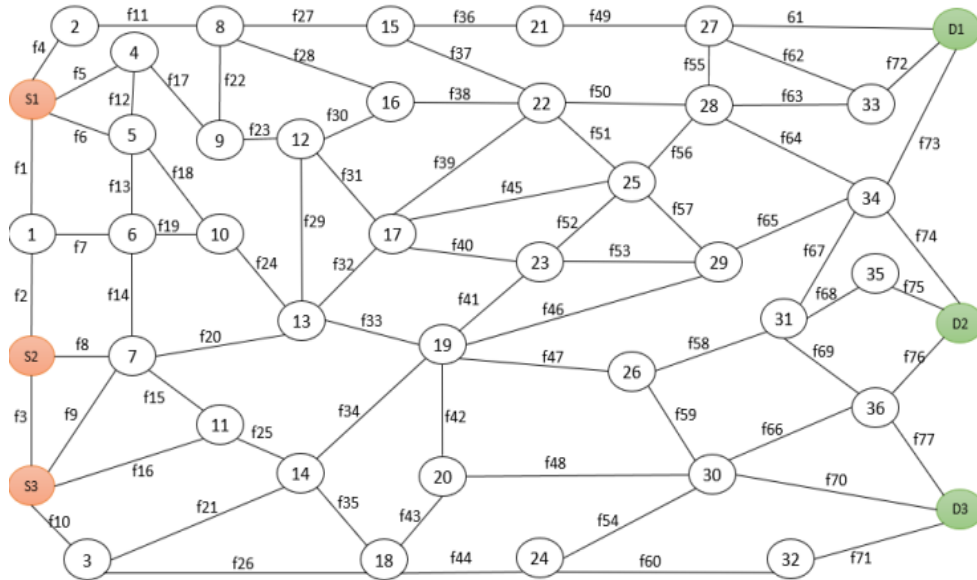 f11 f27 f36 f49 61
2 8 15 21 27 D1
f4 4 f28 f37 f62 f72
f5 f17 f22 f55
S1 16 f38 22 f50 28 f63 33
f12 f30
f6 5 9 f23 12 f51 f64 f73
f1 f18 f31 f39 f56
f13 f45 25
f29 f52 f57 34
1 f7 6 f19 10 17 f40 f65 f74
f24 f32 23 f53 29 f67 35
f2 f14 f41 f46 f68 f75
13 f33 31 D2
S2 f8 7 f20 19 f47 26 f58 f69 f76
f15 f34 f59 36
f3 f9 11 f25 f42 f66 f77
f16 14 20 f48 30 f70
S3 f21 f35 D3
f10 f43 f54
3 f26 18 f44 24 f60 32 f71